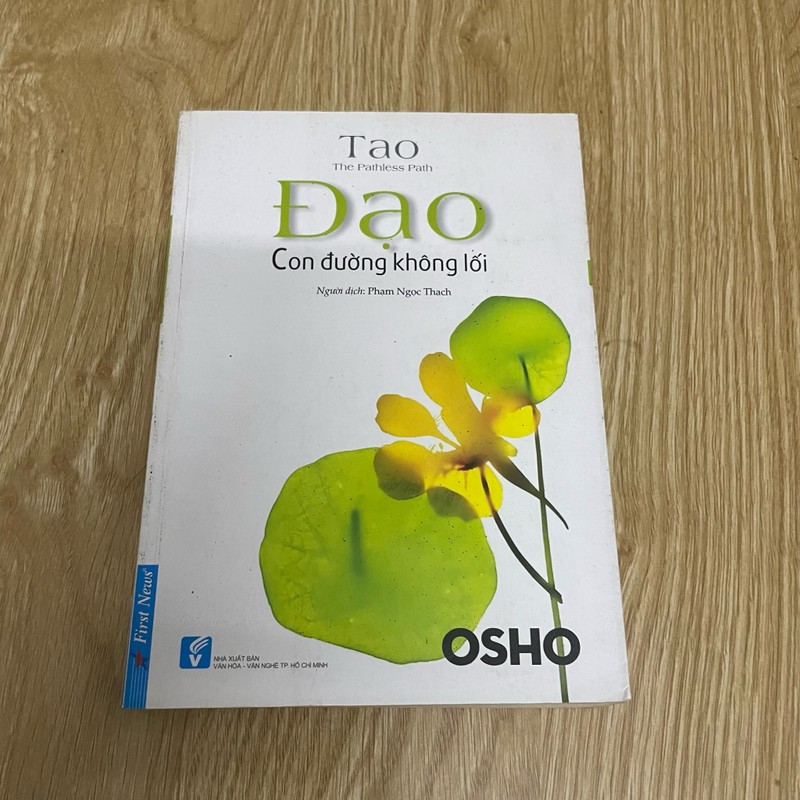 Tao
The Pathless Path
Đạo
Con đường không lối
Người dịch: Phạm Ngọc Thạch
First News
NHÀ XUẤT BẢN
VĂN HÓA - VĂN NGHỆ TP. HỒ CHÍ MINH
OSHO